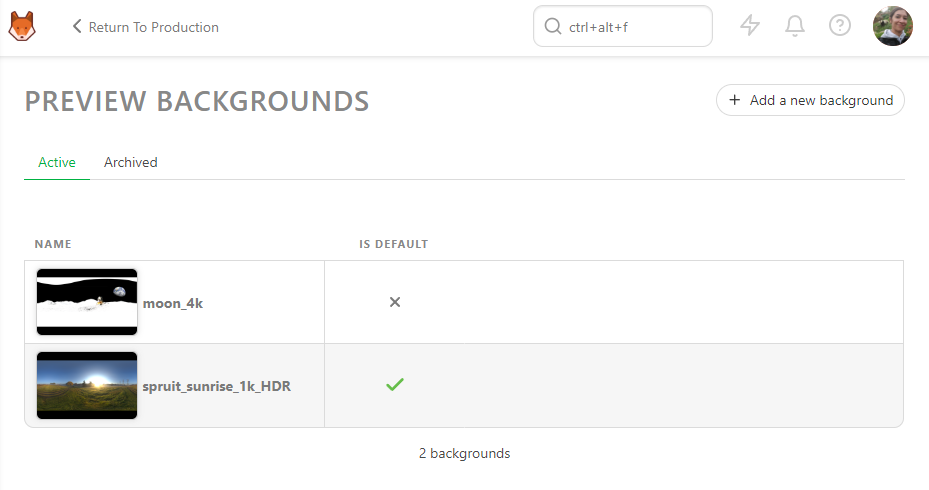 Return To Production
ctrl+alt+f
PREVIEW BACKGROUNDS
+ Add a new background
Active
Archived
NAME
IS DEFAULT
moon_4k
spruit_sunrise_1k_HDR
2 backgrounds